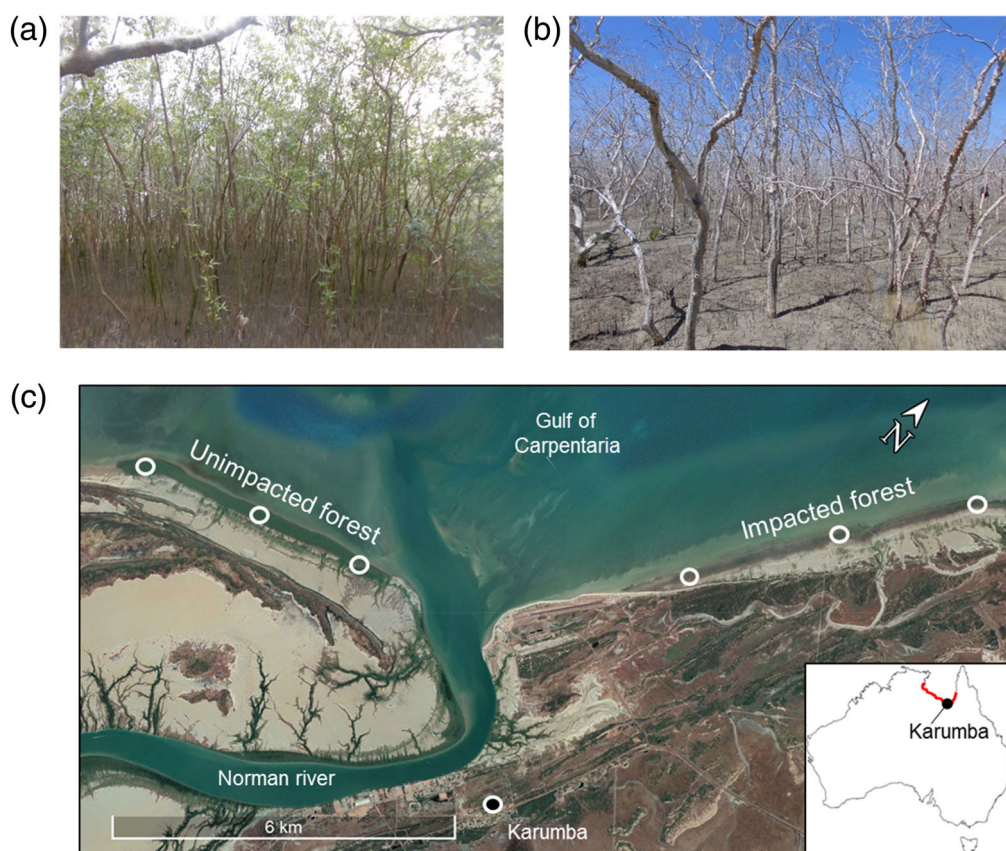 (a)
(b)
(c)
Gulf of
Carpentaria
N
Unimpacted forest
Impacted forest
Norman river
6 km
Karumba
Karumba